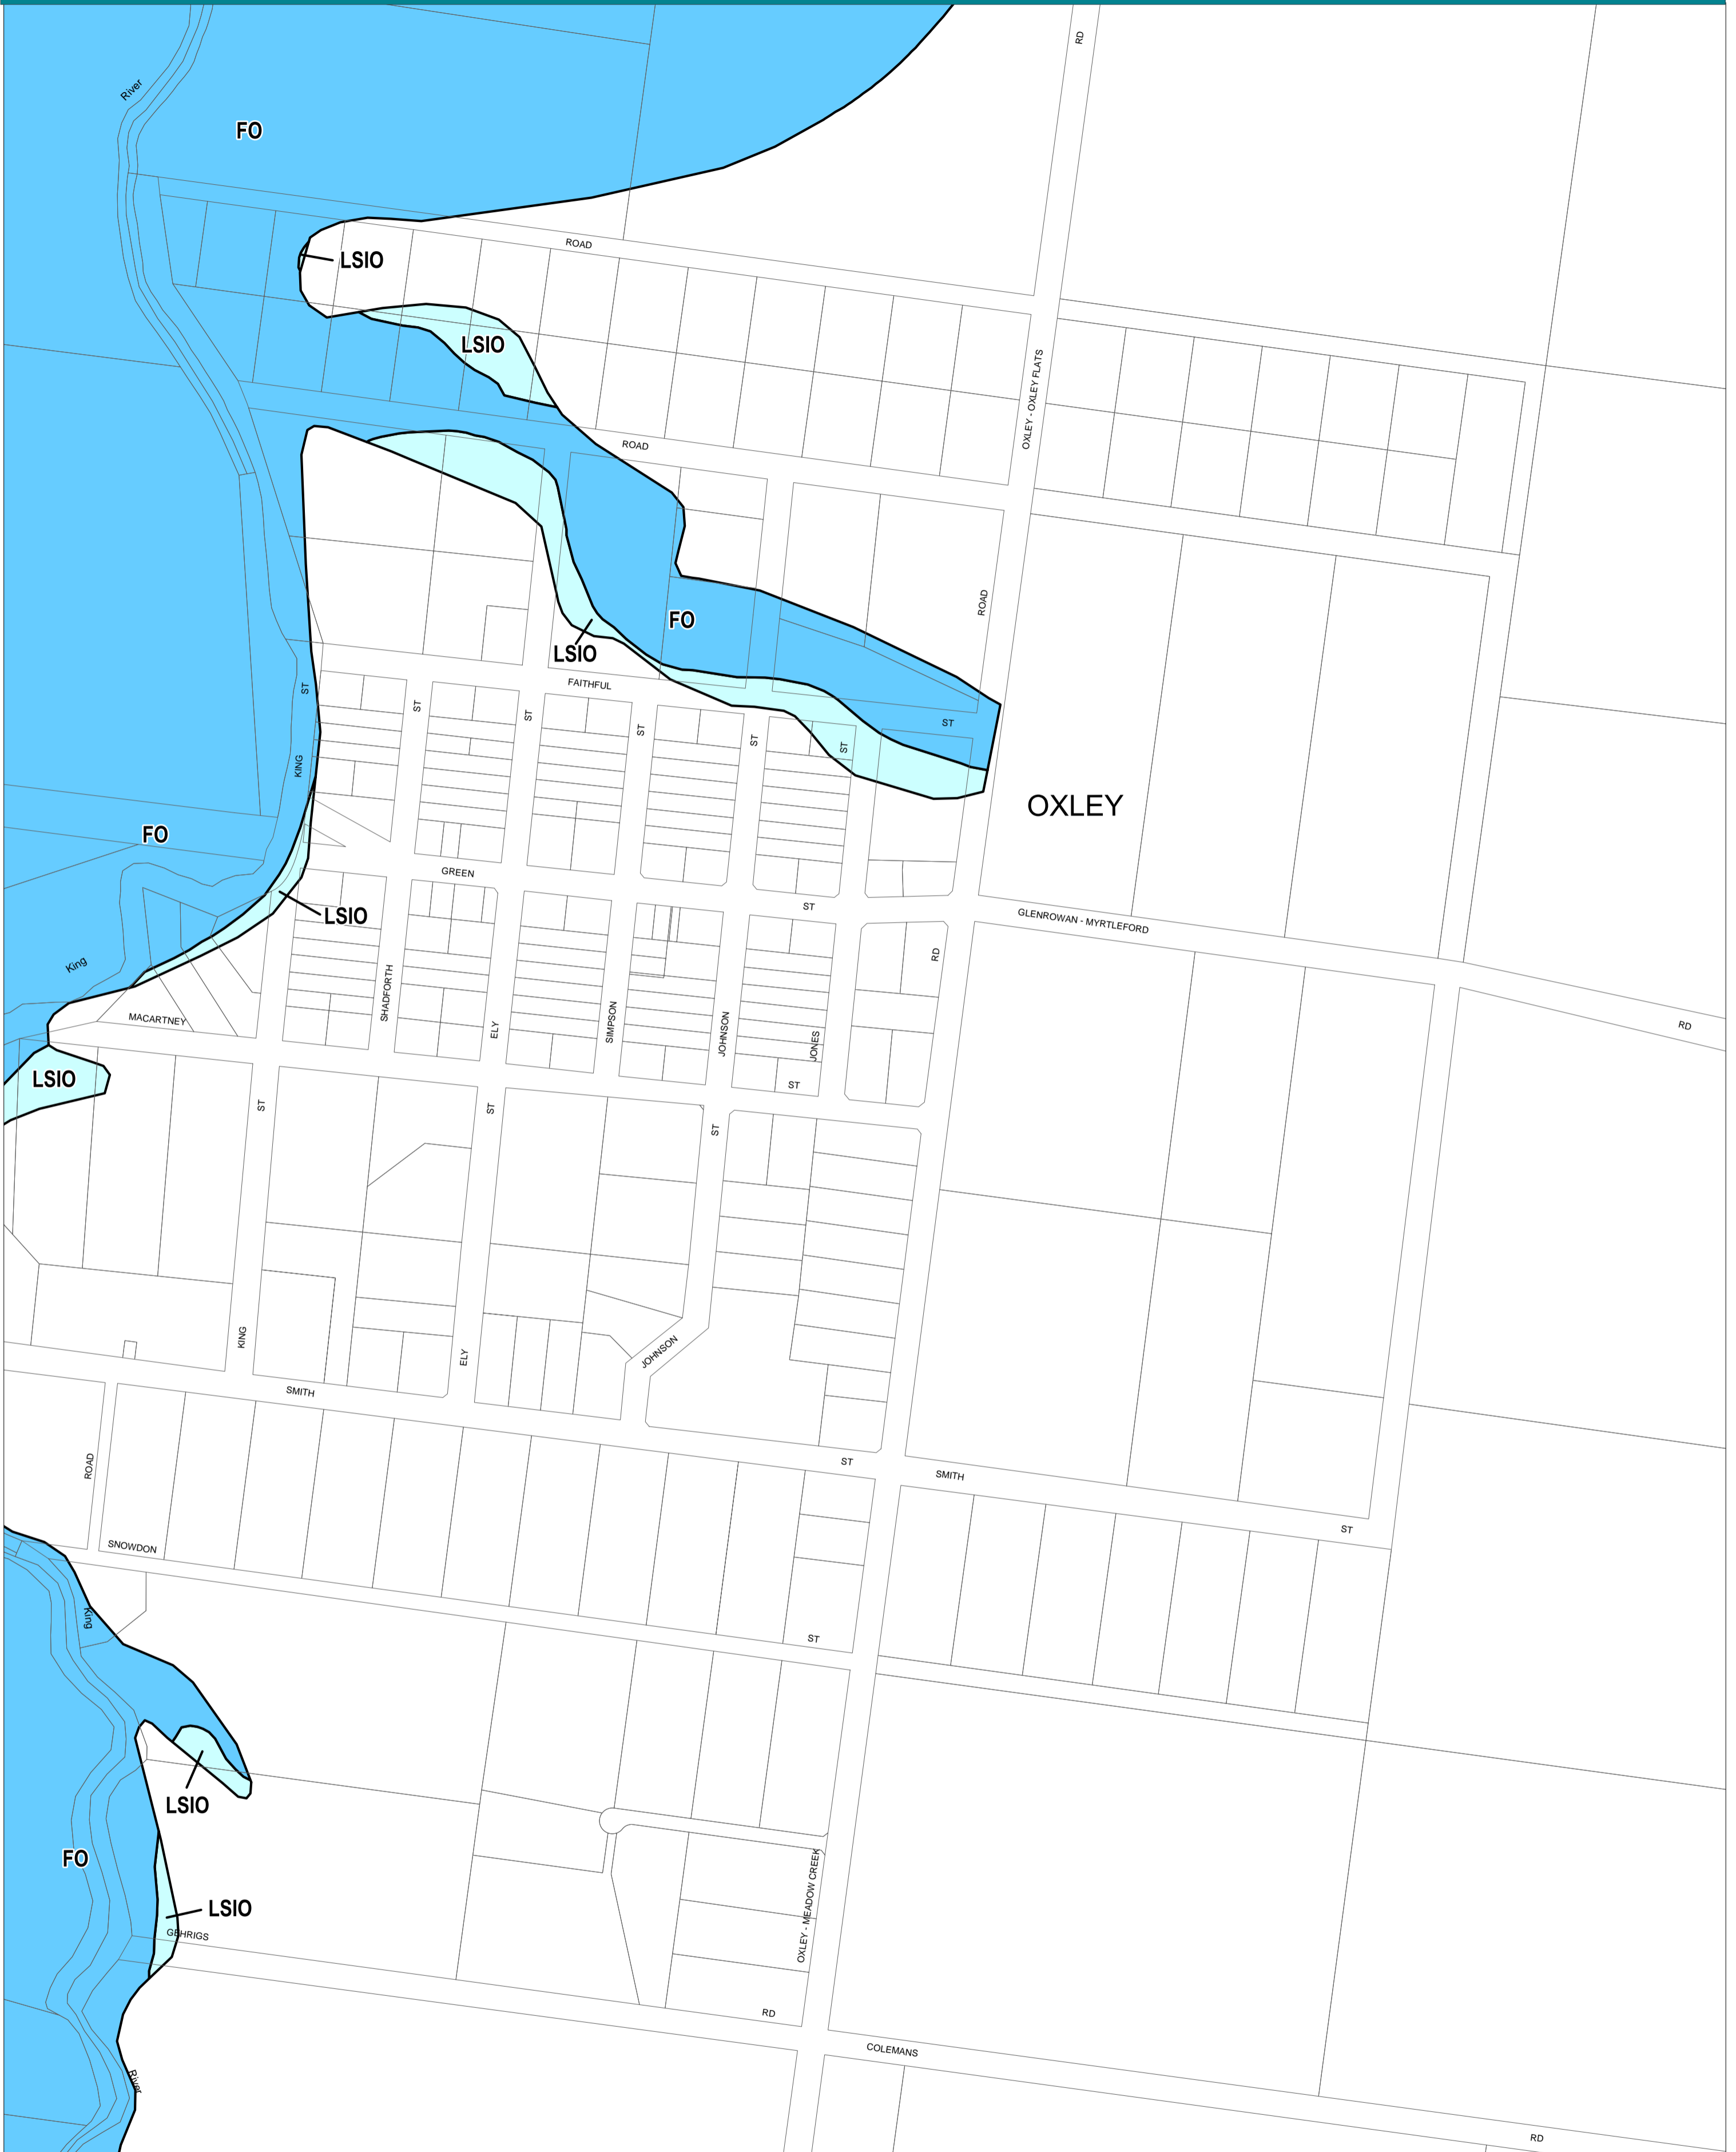 RD
River
FO
ROAD
LSIO
LSIO
OXLEY - OXLEY FLATS
ROAD
ROAD
FO
LSIO
FAITHFUL
ST
ST
ST
ST
ST
ST
ST
KING
OXLEY
FO
GREEN
ST
LSIO
GLENROWAN - MYRTLEFORD
RD
King
SHADFORTH
ELY
SIMPSON
JOHNSON
JONES
MACARTNEY
RD
LSIO
ST
ST
ST
ST
KING
ELY
JOHNSON
SMITH
ST
SMITH
ROAD
ST
SNOWDON
King
ST
LSIO
FO
OXLEY - MEADOW CREEK
LSIO
GEHRIGS
RD
COLEMANS
River
RD